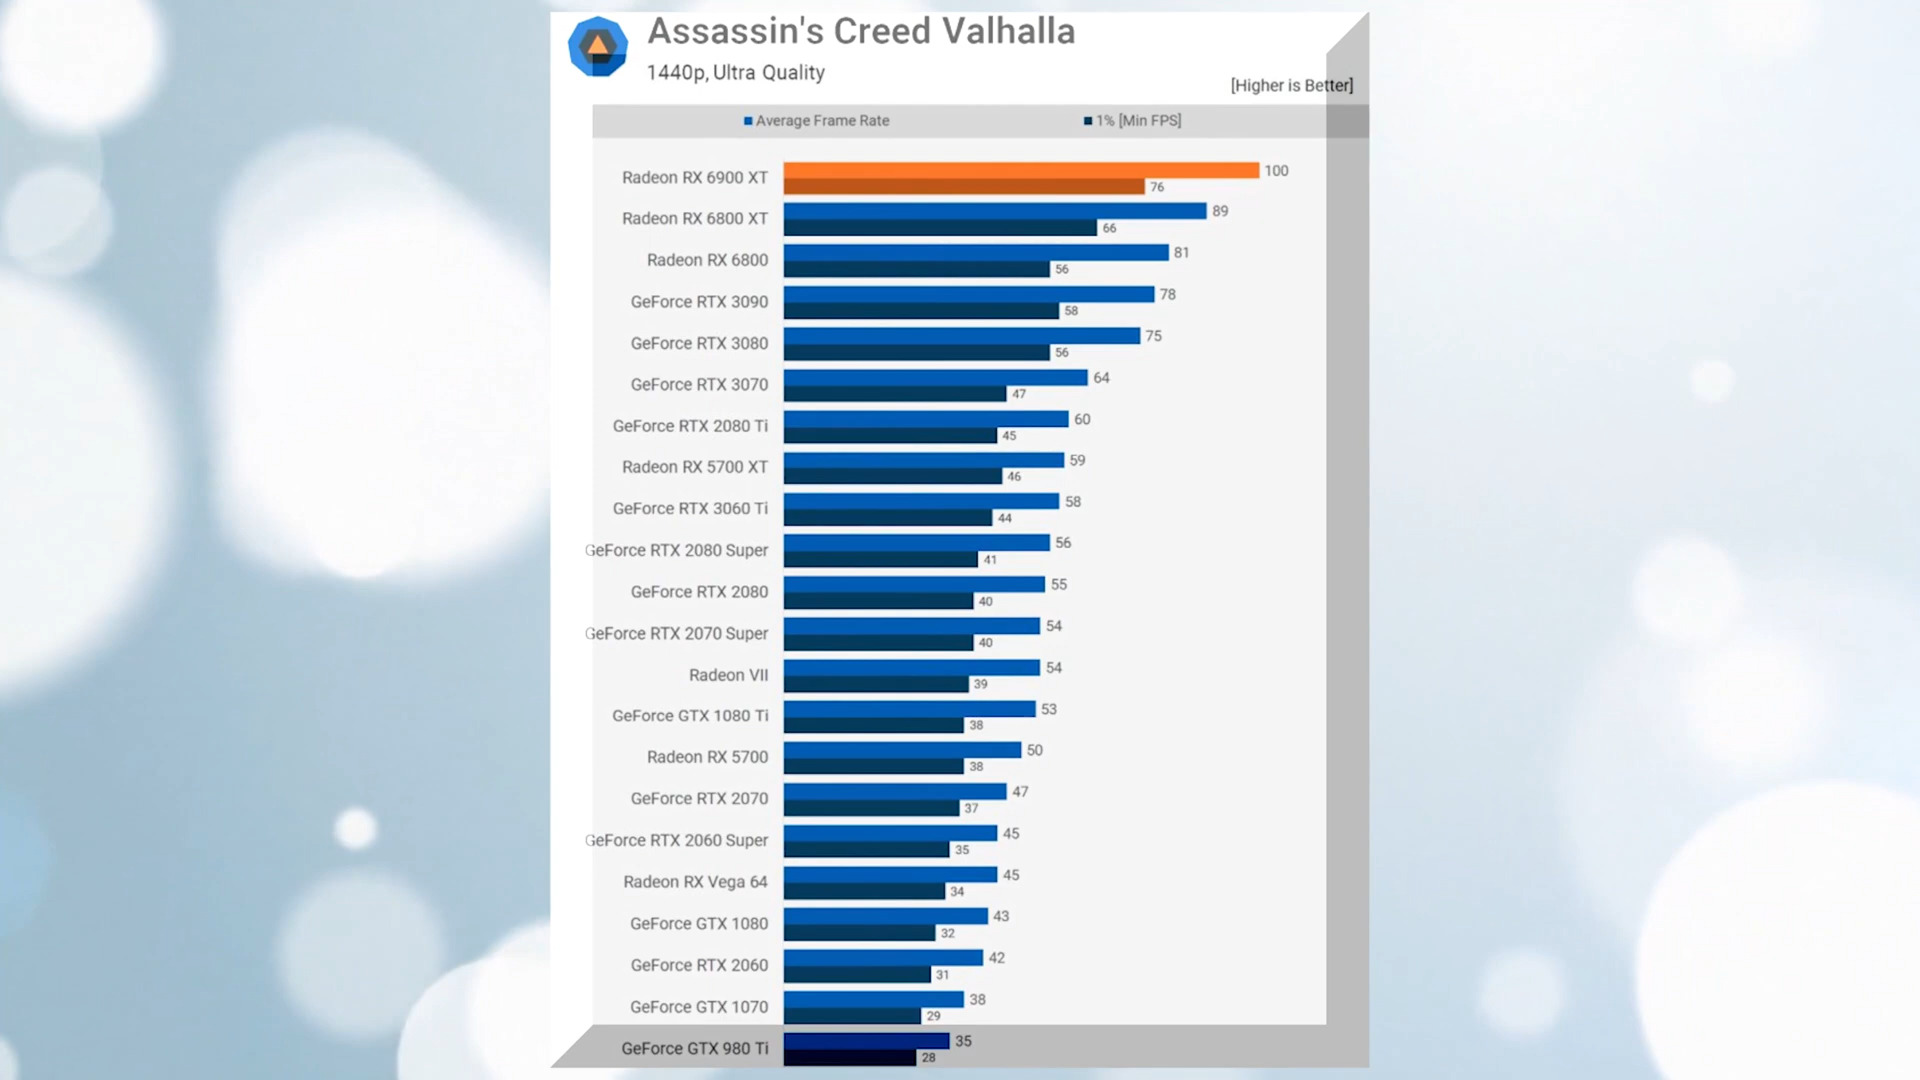 Assassin's Creed Valhalla
1440p, Ultra Quality
[Higher is Better]
Average Frame Rate
1% [Min FPS]
Radeon RX 6900 XT 100
76
Radeon RX 6800 XT 89
66
Radeon RX 6800 81
56
GeForce RTX 3090 78
58
GeForce RTX 3080 75
56
GeForce RTX 3070 64
47
GeForce RTX 2080 Ti 60
45
Radeon RX 5700 XT 59
46
GeForce RTX 3060 Ti 58
44
GeForce RTX 2080 Super 56
41
GeForce RTX 2080 55
40
GeForce RTX 2070 Super 54
40
Radeon VII 54
39
GeForce GTX 1080 Ti 53
38
Radeon RX 5700 50
38
GeForce RTX 2070 47
37
GeForce RTX 2060 Super 45
35
Radeon RX Vega 64 45
34
GeForce GTX 1080 43
32
GeForce RTX 2060 42
31
GeForce GTX 1070 38
29
GeForce GTX 980 Ti 35
28